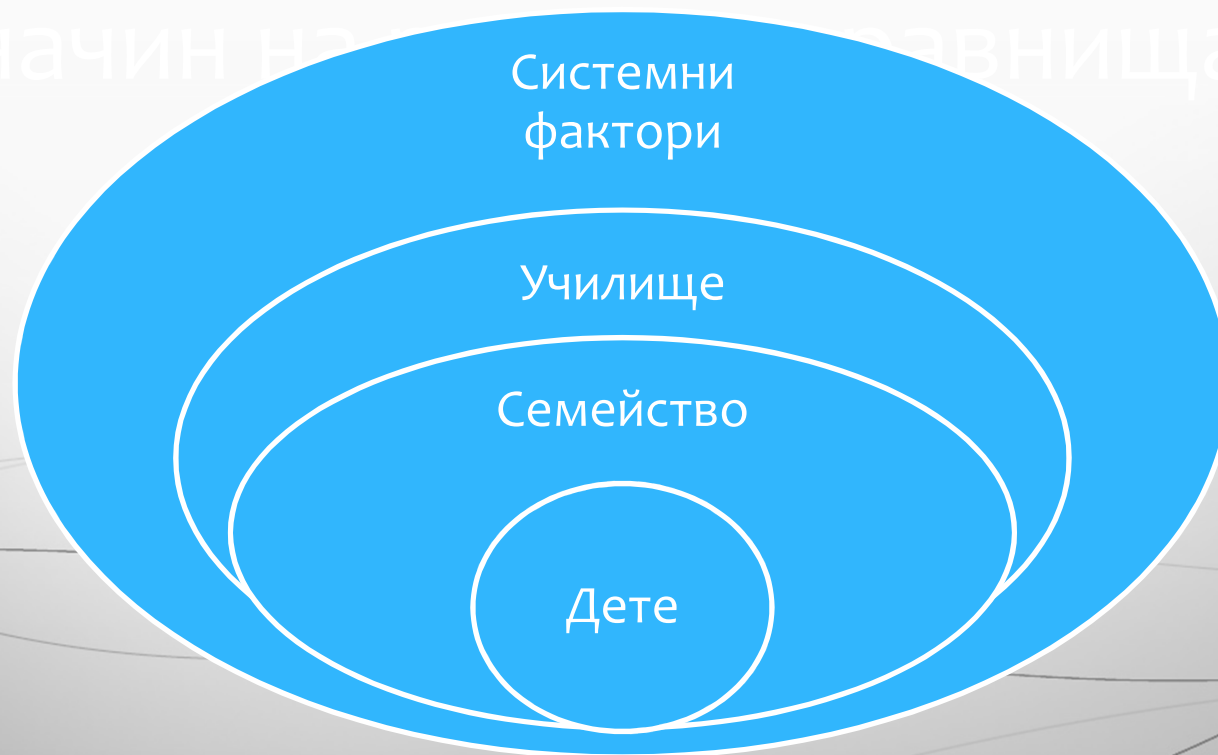 Системни
фактори
Училище
Семейство
Дете